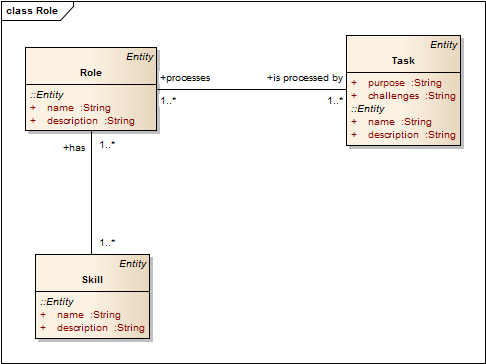 class Role
Entity
Role
::Entity
+ name :String
+ description :String
+processes
1..*
+is processed by
1..*
Entity
Task
+ purpose :String
+ challenges :String
::Entity
+ name :String
+ description :String
+has
1..*
1..*
Entity
Skill
::Entity
+ name :String
+ description :String